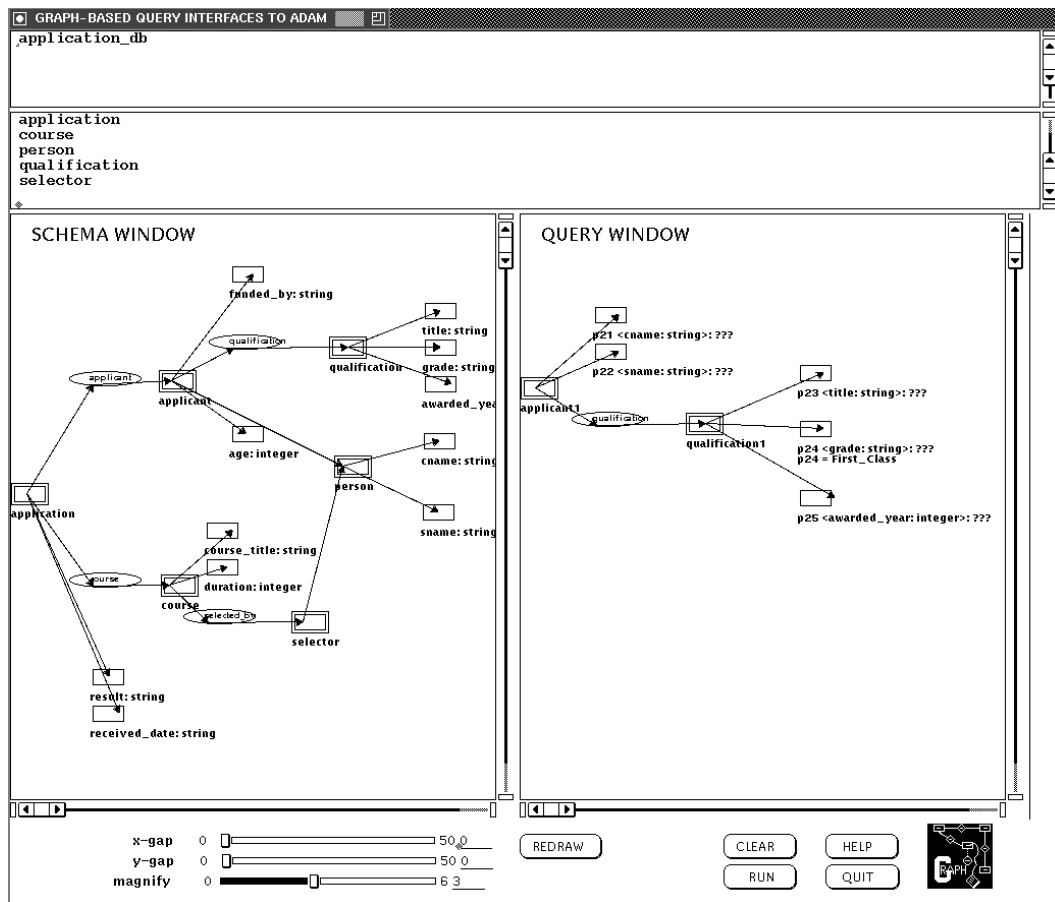 GRAPH-BASED QUERY INTERFACES TO ADAM
application_db
application
course
person
qualification
selector
SCHEMA WINDOW
funded_by: string
title: string
qualification
qualification
grade: string
applicant
applicant
awarded_yea
age: integer
cname: string
person
application
sname: string
course_title: string
course
duration: integer
course
selected_by
selector
result: string
received_date: string
QUERY WINDOW
p21 <cname: string>: ???
p22 <sname: string>: ???
p23 <title: string>: ???
applicant1
qualification
qualification1
p24 <grade: string>: ???
p24 = First_Class
p25 <awarded_year: integer>: ???
x-gap 0 50 0
y-gap 0 50 0
magnify 0 6 3
REDRAW
CLEAR
HELP
RUN
QUIT
GRAPH